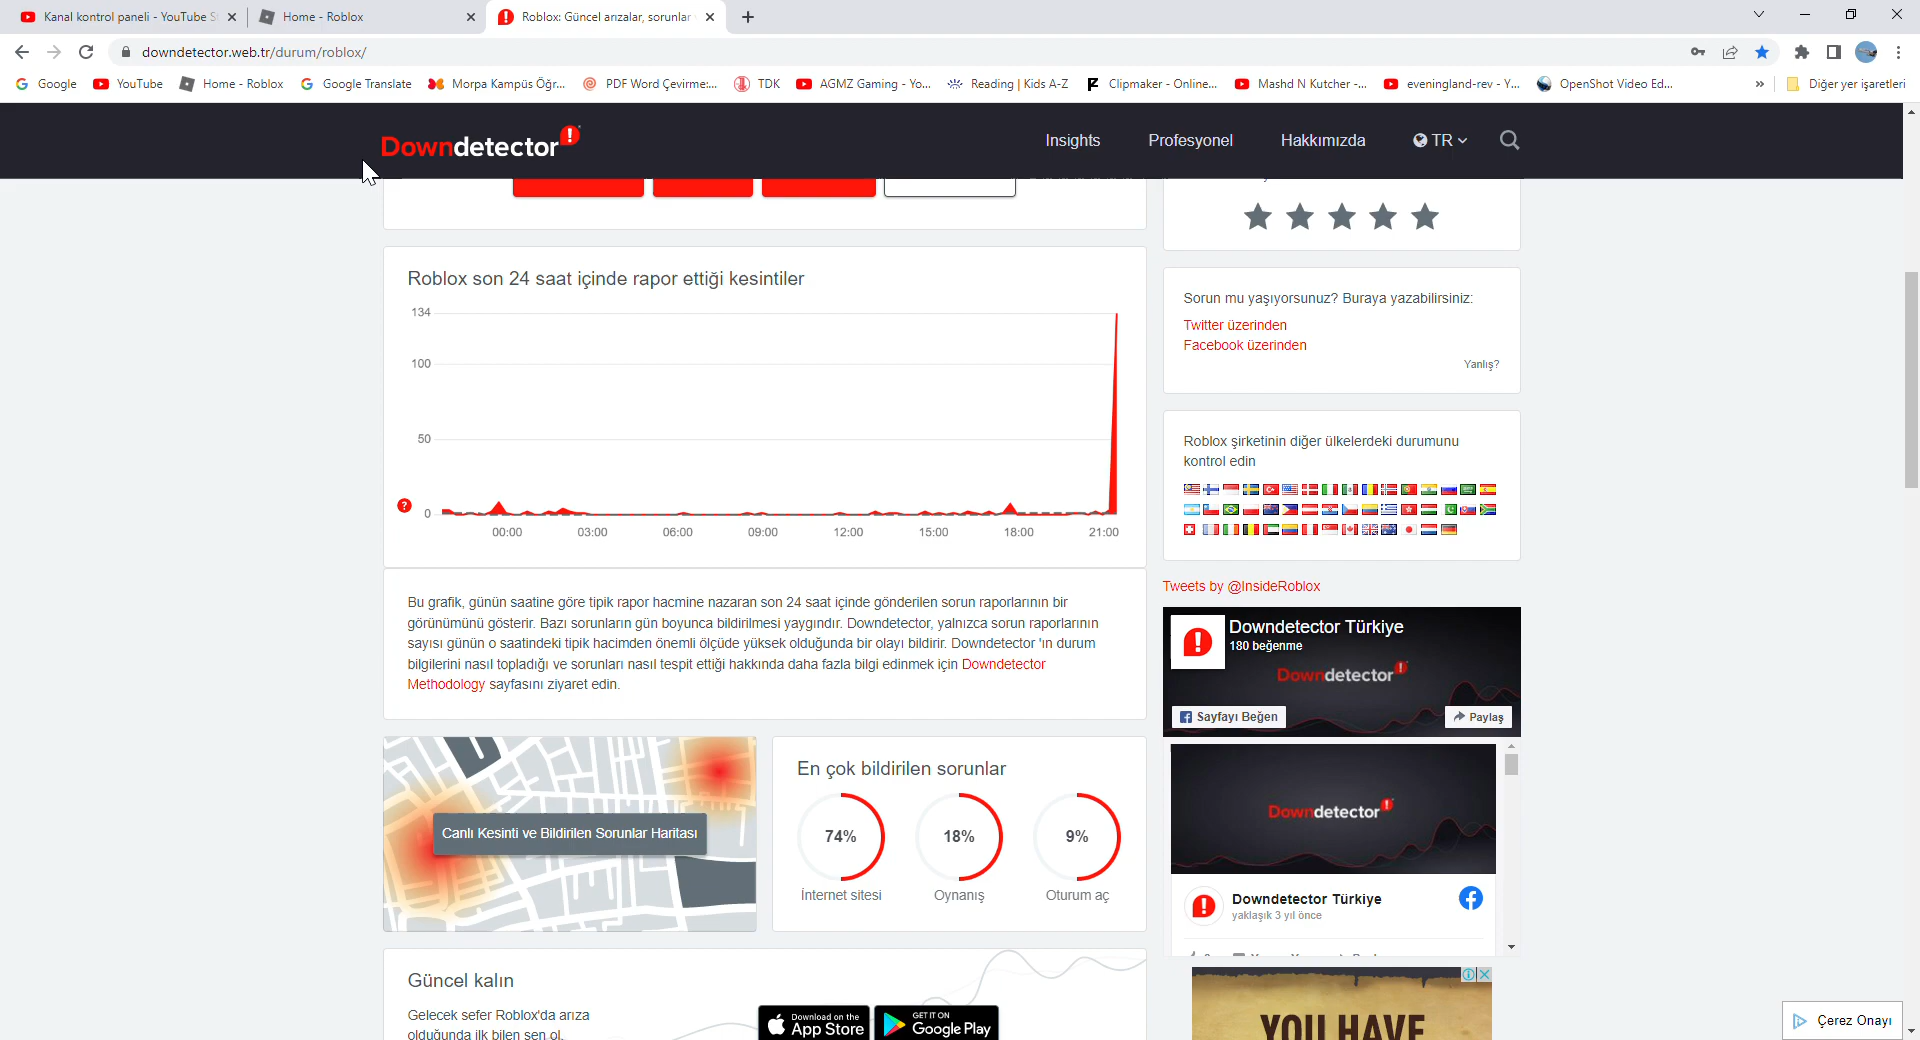 Kanal kontrol paneli - YouTube S
Home - Roblox
Roblox: Güncel arızalar, sorunlar
downdetector.web.tr/durum/roblox/
Google
YouTube
Home - Roblox
Google Translate
Morpa Kampüs Öğr...
PDF Word Çevirme:...
TDK
AGMZ Gaming - Yo...
Reading | Kids A-Z
Clipmaker - Online...
Mashd N Kutcher -...
eveningland-rev - Y...
OpenShot Video Ed...
»
Diğer yer işaretleri
Downdetector
Insights
Profesyonel
Hakkımızda
TR
Roblox son 24 saat içinde rapor ettiği kesintiler
134
100
50
0
?
00:00
03:00
06:00
09:00
12:00
15:00
18:00
21:00
Bu grafik, günün saatine göre tipik rapor hacmine nazaran son 24 saat içinde gönderilen sorun raporlarının bir
görünümünü gösterir. Bazı sorunların gün boyunca bildirilmesi yaygındır. Downdetector, yalnızca sorun raporlarının
sayısı günün o saatindeki tipik hacimden önemli ölçüde yüksek olduğunda bir olayı bildirir. Downdetector 'ın durum
bilgilerini nasıl topladığı ve sorunları nasıl tespit ettiği hakkında daha fazla bilgi edinmek için Downdetector
Methodology sayfasını ziyaret edin.
Canlı Kesinti ve Bildirilen Sorunlar Haritası
En çok bildirilen sorunlar
74%
18%
9%
İnternet sitesi
Oynanış
Oturum aç
Güncel kalın
Gelecek sefer Roblox'da arıza
olduğunda ilk bilen sen ol.
Download on the
App Store
GET IT ON
Google Play
Sorun mu yaşıyorsunuz? Buraya yazabilirsiniz:
Twitter üzerinden
Facebook üzerinden
Yanlış?
Roblox şirketinin diğer ülkelerdeki durumunu
kontrol edin
Tweets by @InsideRoblox
Downdetector Türkiye
180 beğenme
Downdetector
Sayfayı Beğen
Paylaş
Downdetector
Downdetector Türkiye
yaklaşık 3 yıl önce
YOU HAVE
Çerez Onayı